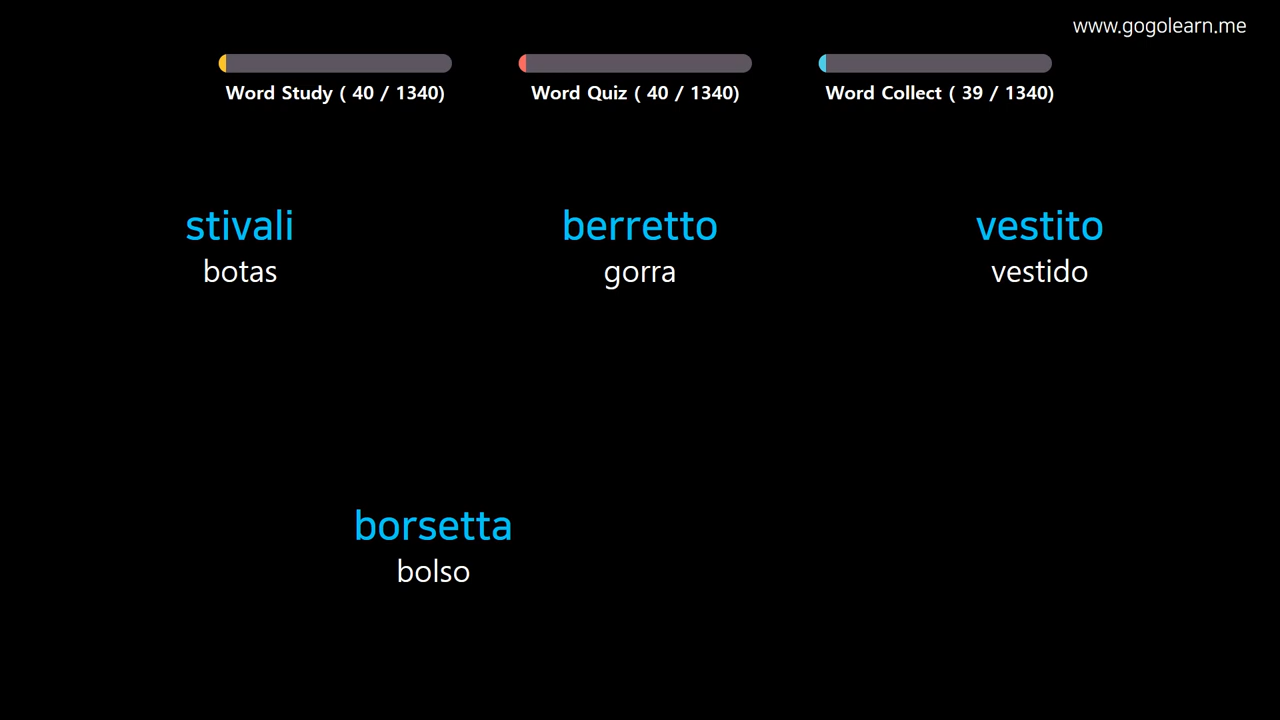 www.gogolearn.me
Word Study ( 40 / 1340)
Word Quiz ( 40 / 1340)
Word Collect ( 39 / 1340)
stivali
botas
berretto
gorra
vestito
vestido
borsetta
bolso